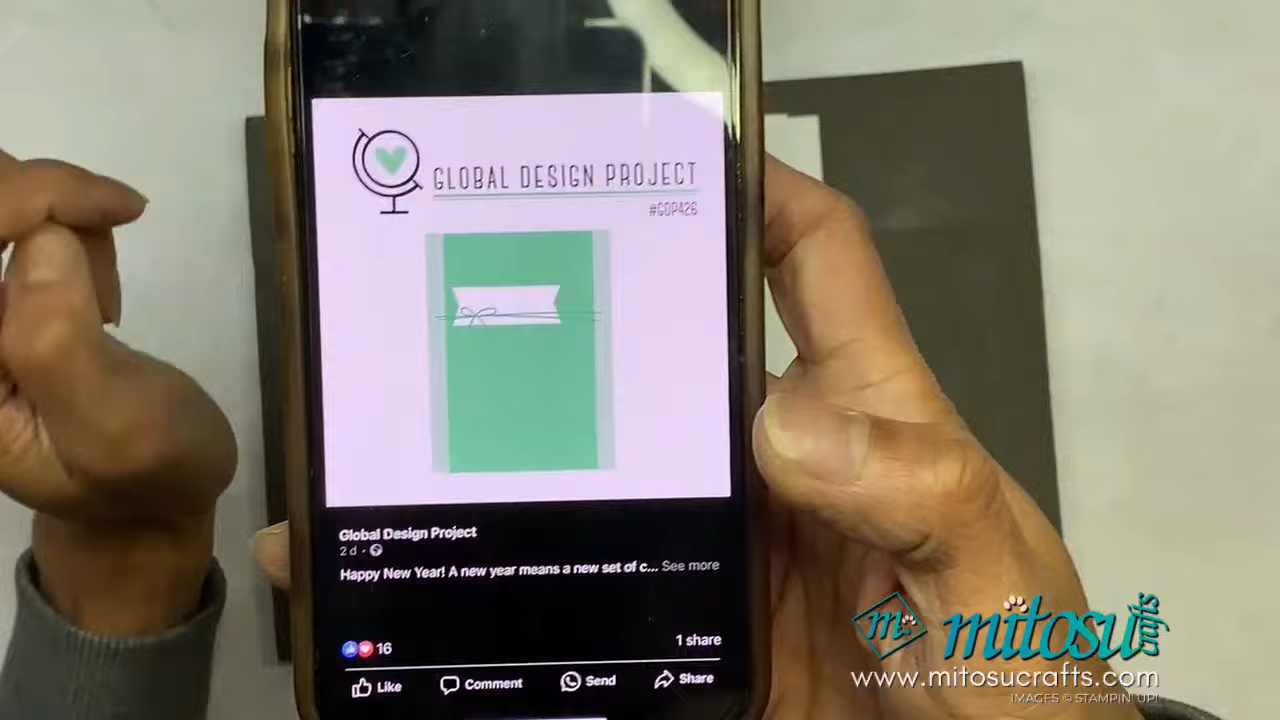 GLOBAL DESIGN PROJECT
#GDP426
Global Design Project
2 d ·
Happy New Year! A new year means a new set of c... See more
16
1 share
Like
Comment
Send
Share
m
mitosu
crafts
www.mitosucrafts.com
IMAGES © STAMPIN' UP!